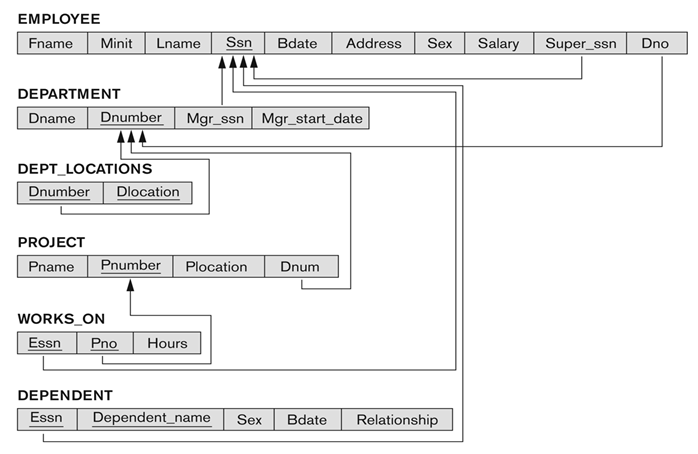 EMPLOYEE
Fname Minit Lname Ssn Bdate Address Sex Salary Super_ssn Dno
DEPARTMENT
Dname Dnumber Mgr_ssn Mgr_start_date
DEPT_LOCATIONS
Dnumber Dlocation
PROJECT
Pname Pnumber Plocation Dnum
WORKS_ON
Essn Pno Hours
DEPENDENT
Essn Dependent_name Sex Bdate Relationship